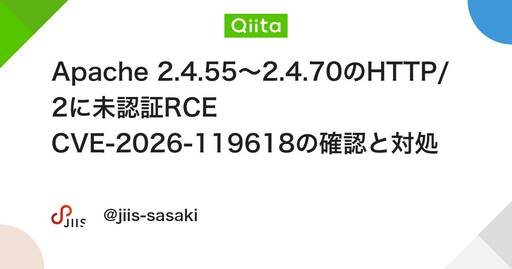 Qiita
Apache 2.4.55〜2.4.70のHTTP/
2に未認証RCE
CVE-2026-119618の確認と対処
JIIS
@jiis-sasaki